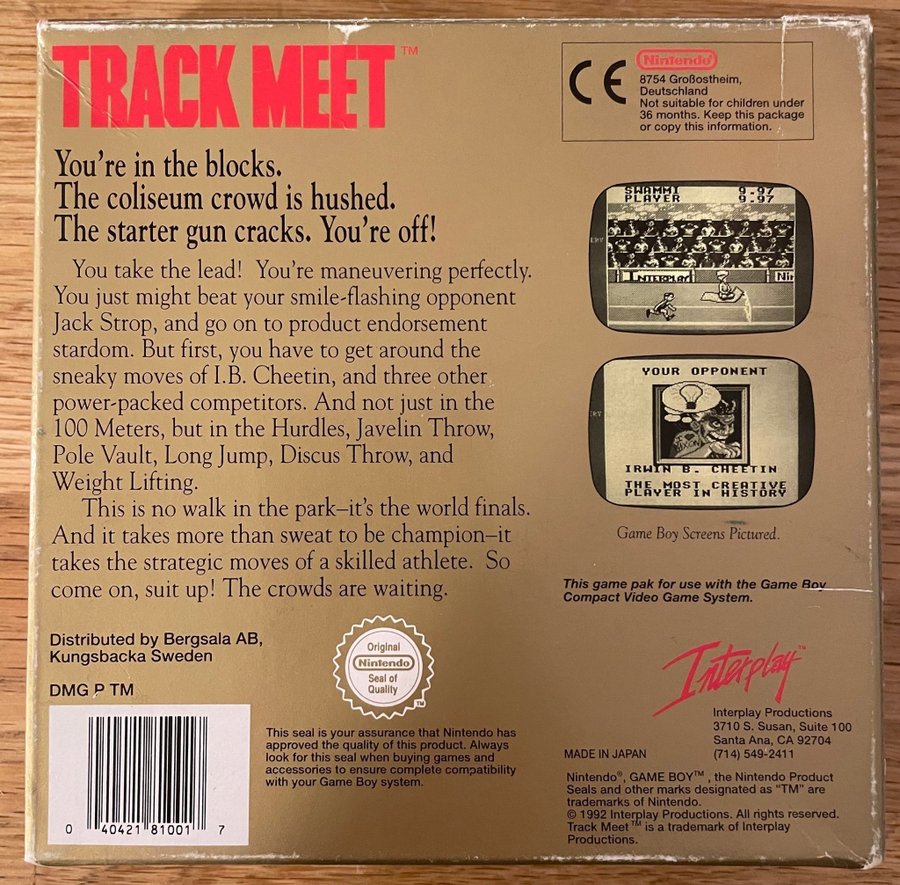 TRACK MEET™
You're in the blocks.
The coliseum crowd is hushed.
The starter gun cracks. You're off!
You take the lead! You're maneuvering perfectly.
You just might beat your smile-flashing opponent
Jack Strop, and go on to product endorsement
stardom. But first, you have to get around the
sneaky moves of I.B. Cheetin, and three other
power-packed competitors. And not just in the
100 Meters, but in the Hurdles, Javelin Throw,
Pole Vault, Long Jump, Discus Throw, and
Weight Lifting.
This is no walk in the park–it's the world finals.
And it takes more than sweat to be champion–it
takes the strategic moves of a skilled athlete. So
come on, suit up! The crowds are waiting.
Distributed by Bergsala AB,
Kungsbacka Sweden
DMG P TM
0 40421 81001 7
Original
Nintendo
Seal of
Quality
TM
This seal is your assurance that Nintendo has
approved the quality of this product. Always
look for this seal when buying games and
accessories to ensure complete compatibility
with your Game Boy system.
CE
Nintendo
8754 Großostheim,
Deutschland
Not suitable for children under
36 months. Keep this package
or copy this information.
SWAMMI 9.97
PLAYER 9.97
INTERPLAY
YOUR OPPONENT
IRWIN B. CHEETIN
THE MOST CREATIVE
PLAYER IN HISTORY
Game Boy Screens Pictured.
This game pak for use with the Game Boy
Compact Video Game System.
Interplay™
Interplay Productions
3710 S. Susan, Suite 100
Santa Ana, CA 92704
MADE IN JAPAN (714) 549-2411
Nintendo®, GAME BOY™, the Nintendo Product
Seals and other marks designated as "TM" are
trademarks of Nintendo.
© 1992 Interplay Productions. All rights reserved.
Track Meet™ is a trademark of Interplay
Productions.